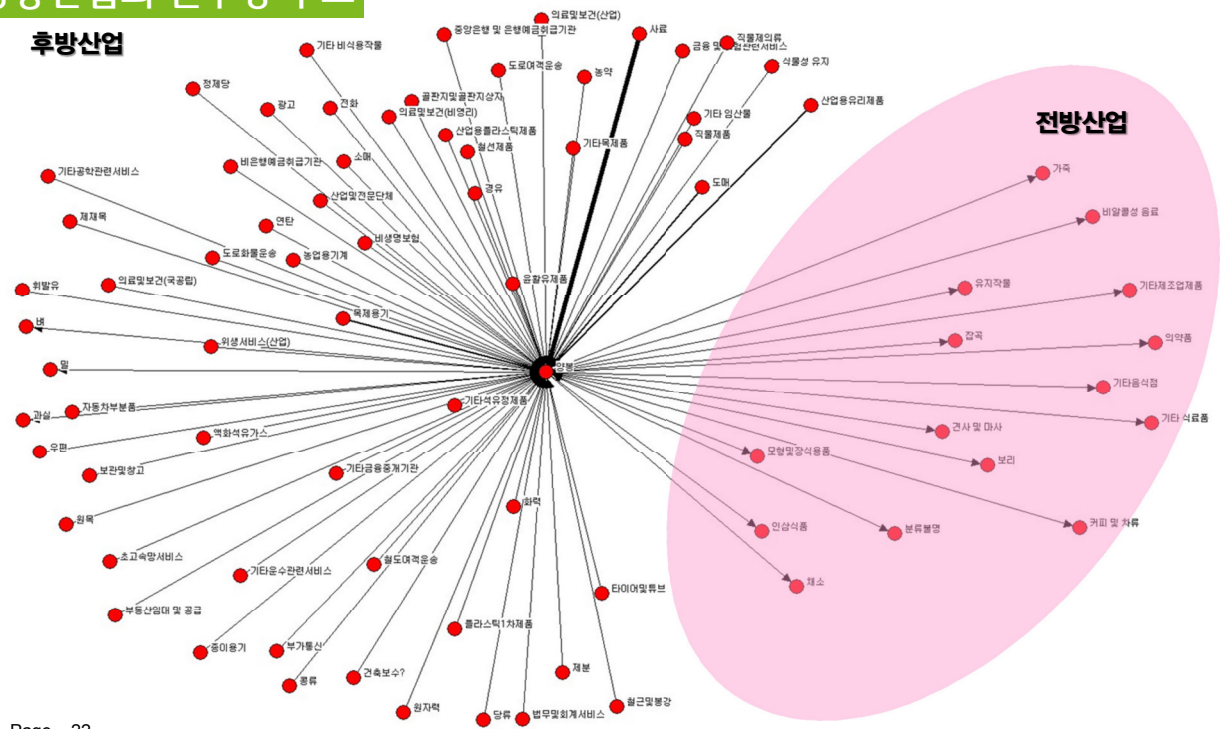 후방산업
전방산업
의료및보건(산업)
중앙은행 및 은행예금취급기관
사료
직물제의류
기타 비식용작물
도로여객운송
농약
식물성 유지
정제당
광고
전화
골판지및골판지상자
의료및보건(비영리)
기타 임산물
산업용유리제품
산업용플라스틱제품
직물제품
철선제품
기타목제품
비은행예금취급기관
소매
기타공학관련서비스
산업및전문단체
경유
도매
가죽
제재목
연탄
비생명보험
비알콜성 음료
도로화물운송
농업용기계
휘발유
의료및보건(국공립)
윤활유제품
유지작물
기타제조업제품
벼
목제용기
위생서비스(산업)
잡곡
의약품
밀
양봉
기타음식점
과실
자동차부분품
기타석유정제품
기타 식료품
우편
액화석유가스
견사 및 마사
보관및창고
기타금융중개기관
모형및장식용품
보리
원목
화력
인삼식품
분류불명
커피 및 차류
초고속망서비스
기타운수관련서비스
철도여객운송
채소
부동산임대 및 공급
타이어및튜브
종이용기
부가통신
플라스틱1차제품
콩류
건축보수?
제분
원자력
당류
법무및회계서비스
철근및봉강